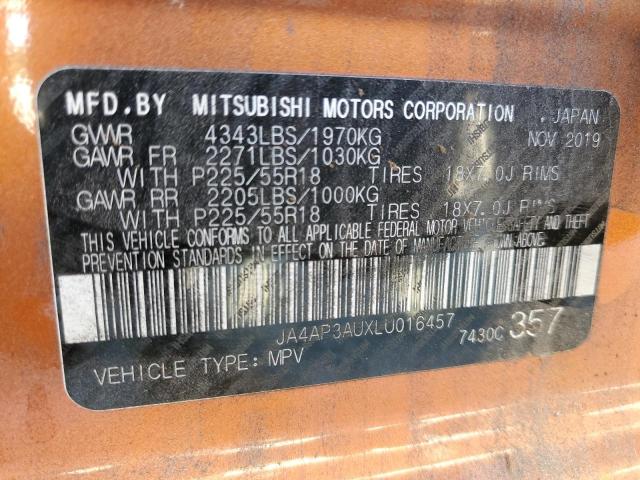 MFD.BY MITSUBISHI MOTORS CORPORATION . JAPAN
GVWR 4343LBS/1970KG NOV 2019
GAWR FR 2271LBS/1030KG
WITH P225/55R18 TIRES 18X7.0J RIMS
GAWR RR 2205LBS/1000KG
WITH P225/55R18 TIRES 18X7.0J RIMS
THIS VEHICLE CONFORMS TO ALL APPLICABLE FEDERAL MOTOR VEHICLE SAFETY AND THEFT
PREVENTION STANDARDS IN EFFECT ON THE DATE OF MANUFACTURE SHOWN ABOVE.
JA4AP3AUXLU016457 7430C 357
VEHICLE TYPE: MPV